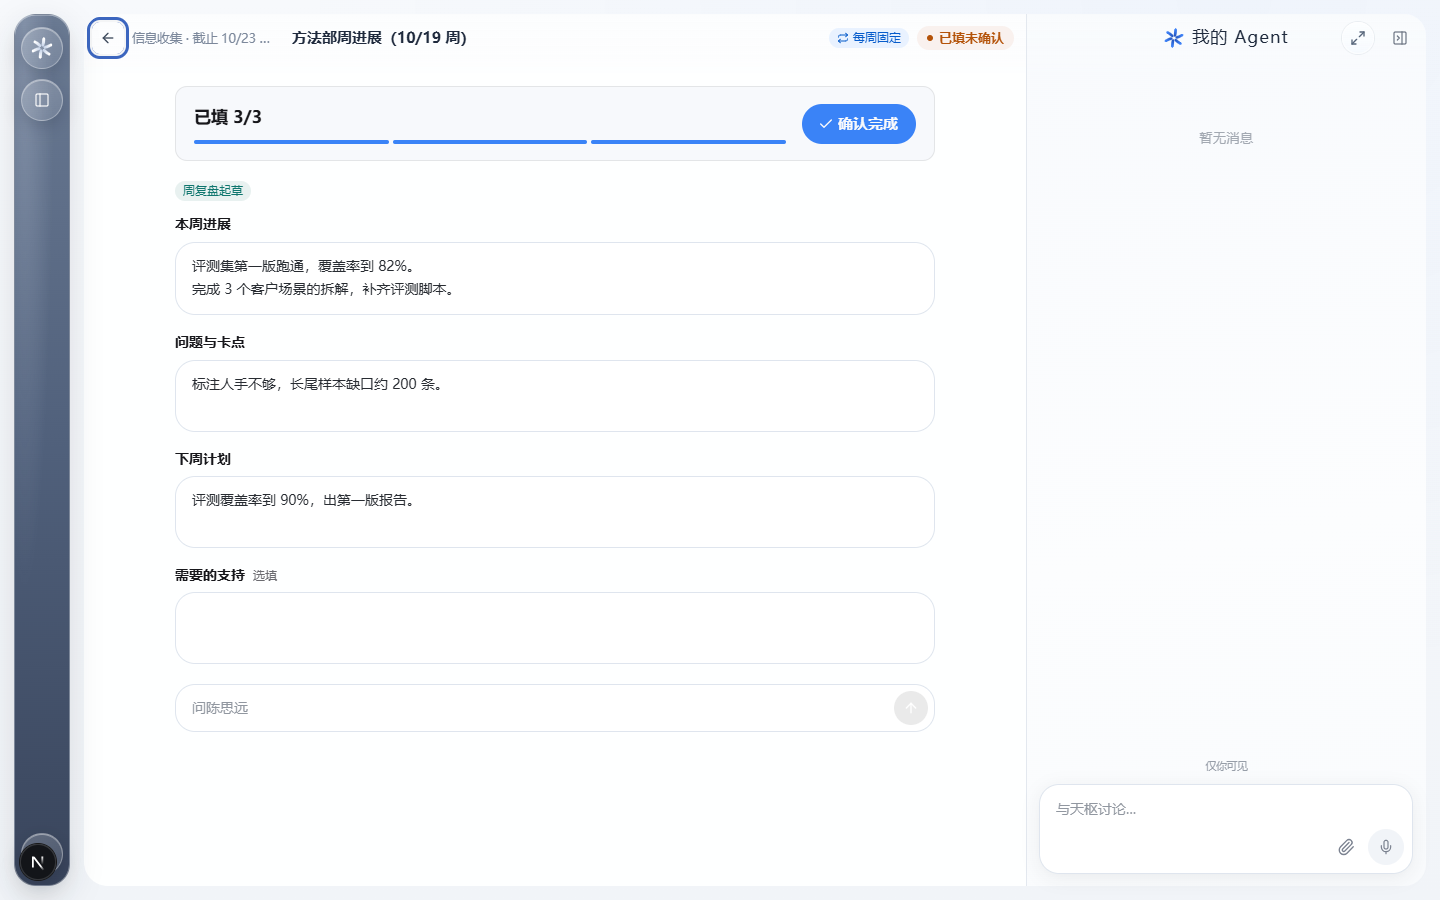 信息收集 · 截止 10/23 ...
方法部周进展（10/19 周）
每周固定
已填未确认
已填 3/3
确认完成
周复盘起草
本周进展
评测集第一版跑通，覆盖率到 82%。
完成 3 个客户场景的拆解，补齐评测脚本。
问题与卡点
标注人手不够，长尾样本缺口约 200 条。
下周计划
评测覆盖率到 90%，出第一版报告。
需要的支持 选填
问陈思远
我的 Agent
暂无消息
仅你可见
与天枢讨论...
N